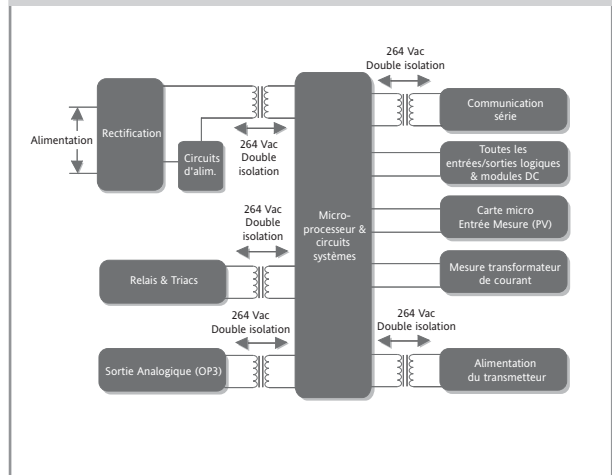 264 Vac
Double isolation
Alimentation
Rectification
Circuits
d'alim.
264 Vac
Double
isolation
Communication
série
Toutes les
entrées/sorties logiques
& modules DC
264 Vac
Double
isolation
Micro-
processeur &
circuits
systèmes
Carte micro
Entrée Mesure (PV)
Relais & Triacs
Mesure transformateur
de courant
264 Vac
Double isolation
264 Vac
Double isolation
Sortie Analogique (OP3)
Alimentation
du transmetteur